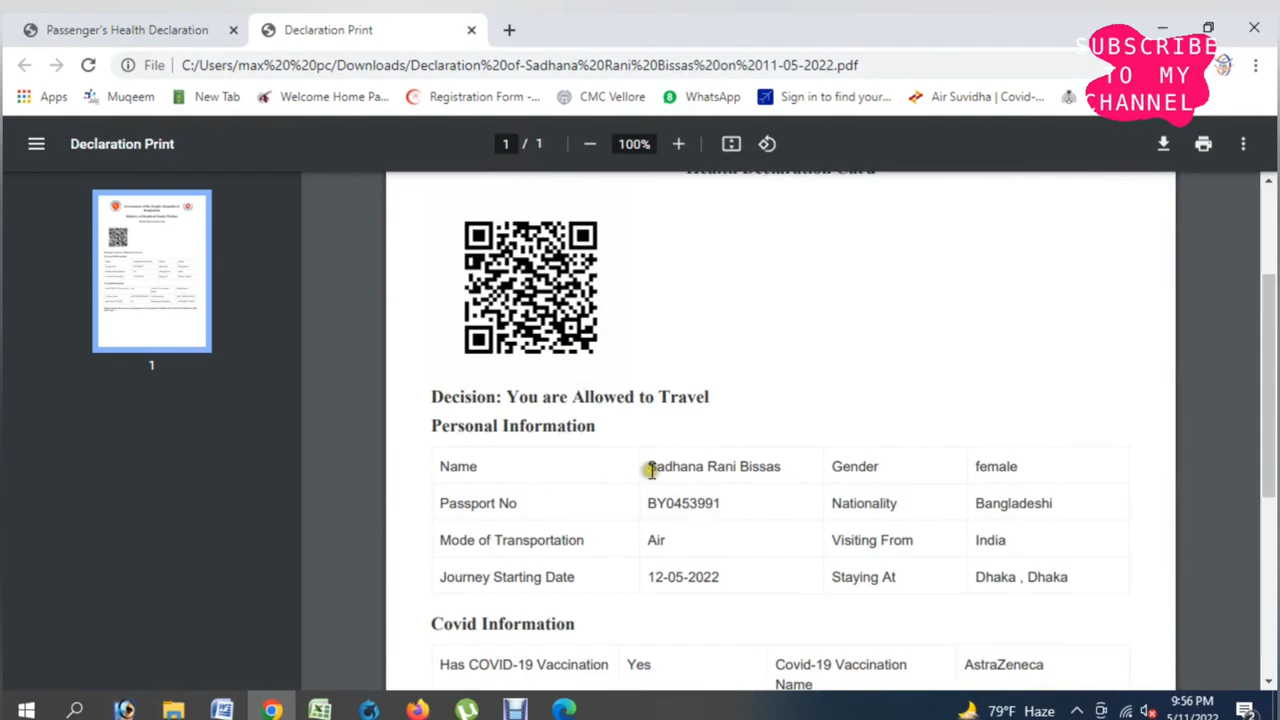 Passenger's Health Declaration
Declaration Print
SUBSCRIBE
TO MY
CHANNEL
File C:/Users/max%20%20pc/Downloads/Declaration%20of-Sadhana%20Rani%20Bissas%20on%2011-05-2022.pdf
Apps Muqeem New Tab Welcome Home Pa... Registration Form -... CMC Vellore WhatsApp Sign in to find your... Air Suvidha | Covid-...
Declaration Print 1 / 1 100%
Health Declaration Card
1
Decision: You are Allowed to Travel
Personal Information
Name Sadhana Rani Bissas Gender female
Passport No BY0453991 Nationality Bangladeshi
Mode of Transportation Air Visiting From India
Journey Starting Date 12-05-2022 Staying At Dhaka , Dhaka
Covid Information
Has COVID-19 Vaccination Yes Covid-19 Vaccination Name AstraZeneca
79°F Haze
9:56 PM
5/11/2022
2